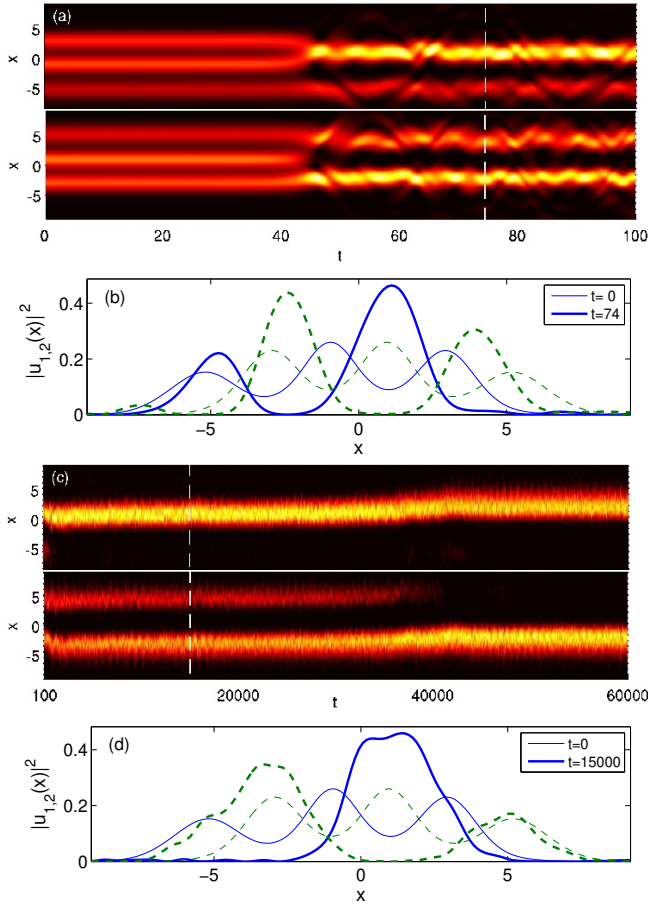 (a)
5
x 0
-5
5
x 0
-5
0 20 40 60 80 100
t
(b)
t= 0
t=74
0.4
|u1,2(x)|²
0.2
0
−5 0 5
x
(c)
5
x 0
-5
5
x 0
-5
100 20000 40000 60000
t
(d)
t=0
t=15000
0.4
|u1,2(x)|²
0.2
0
−5 0 5
x